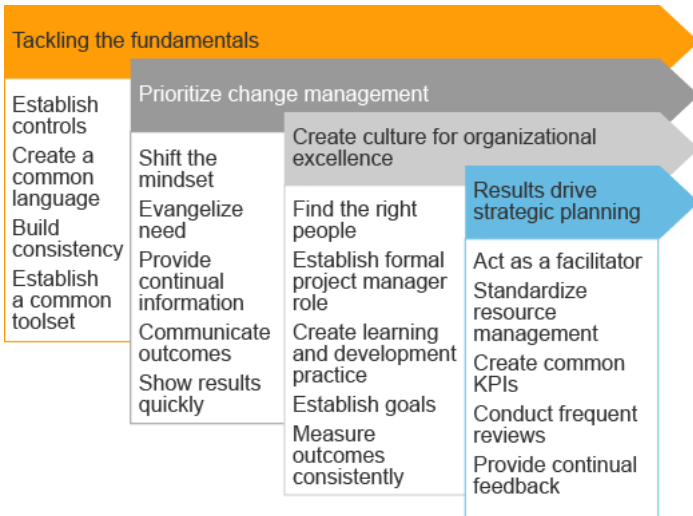 Tackling the fundamentals
Establish
controls
Create a
common
language
Build
consistency
Establish
a common
toolset
Prioritize change management
Shift the
mindset
Evangelize
need
Provide
continual
information
Communicate
outcomes
Show results
quickly
Create culture for organizational
excellence
Find the right
people
Establish formal
project manager
role
Create learning
and development
practice
Establish goals
Measure
outcomes
consistently
Results drive
strategic planning
Act as a facilitator
Standardize
resource
management
Create common
KPIs
Conduct frequent
reviews
Provide continual
feedback